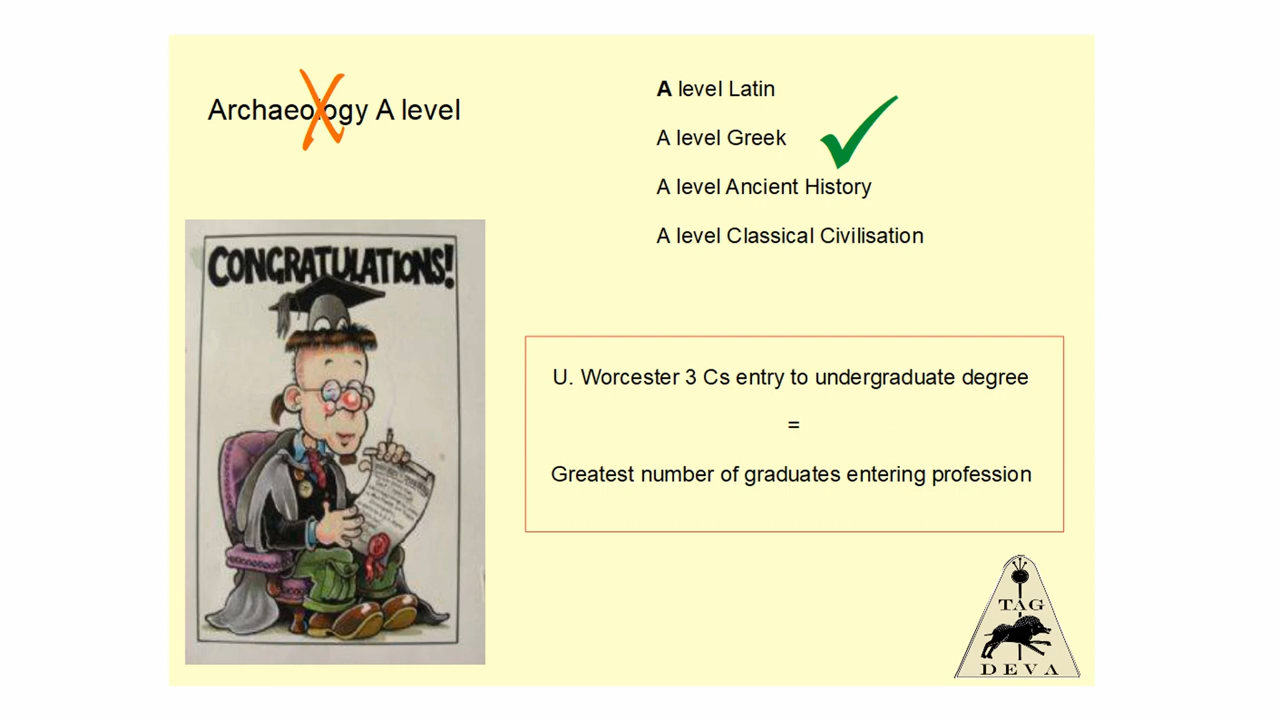 Archaeology A level
A level Latin
A level Greek
A level Ancient History
A level Classical Civilisation
CONGRATULATIONS!
U. Worcester 3 Cs entry to undergraduate degree
=
Greatest number of graduates entering profession
TAG
DEVA